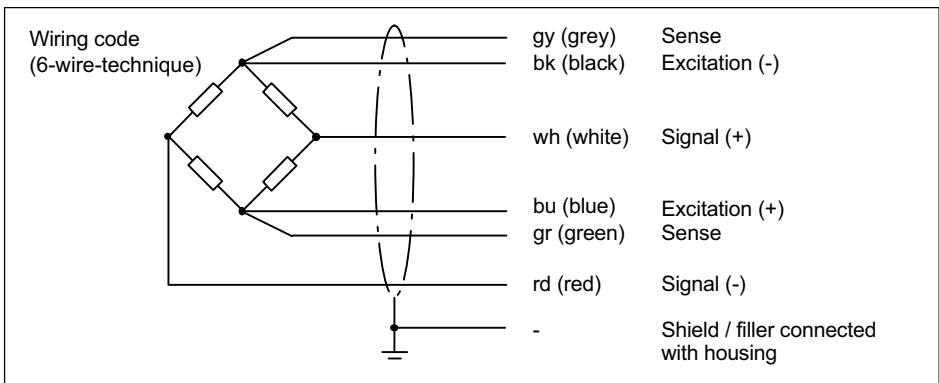 Wiring code
(6-wire-technique)
gy (grey) Sense
bk (black) Excitation (-)
wh (white) Signal (+)
bu (blue) Excitation (+)
gr (green) Sense
rd (red) Signal (-)
- Shield / filler connected
with housing